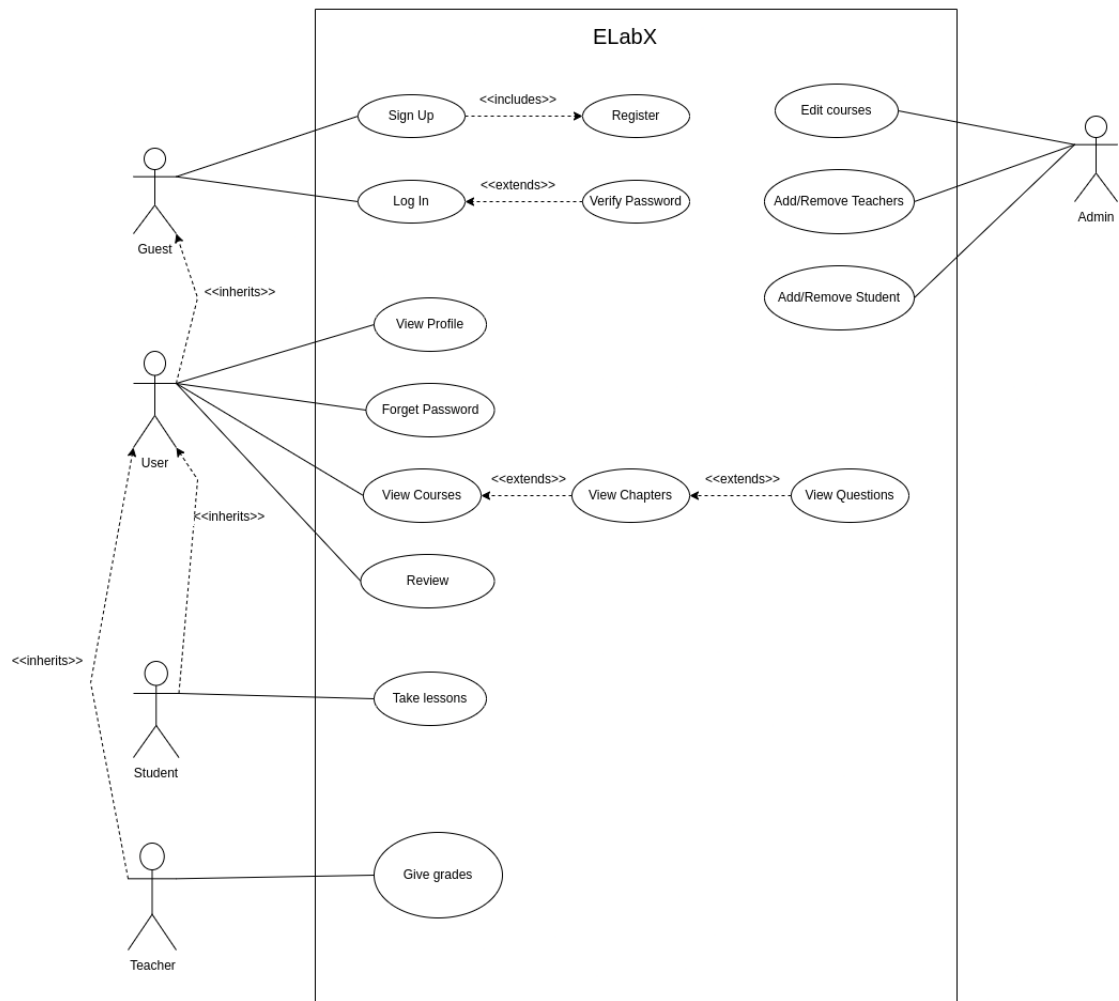 ELabX
Sign Up
<<includes>>
Register
Edit courses
Guest
Log In
<<extends>>
Verify Password
Add/Remove Teachers
Admin
<<inherits>>
Add/Remove Student
View Profile
User
Forget Password
View Courses
<<extends>>
View Chapters
<<extends>>
View Questions
<<inherits>>
Review
<<inherits>>
Student
Take lessons
Teacher
Give grades